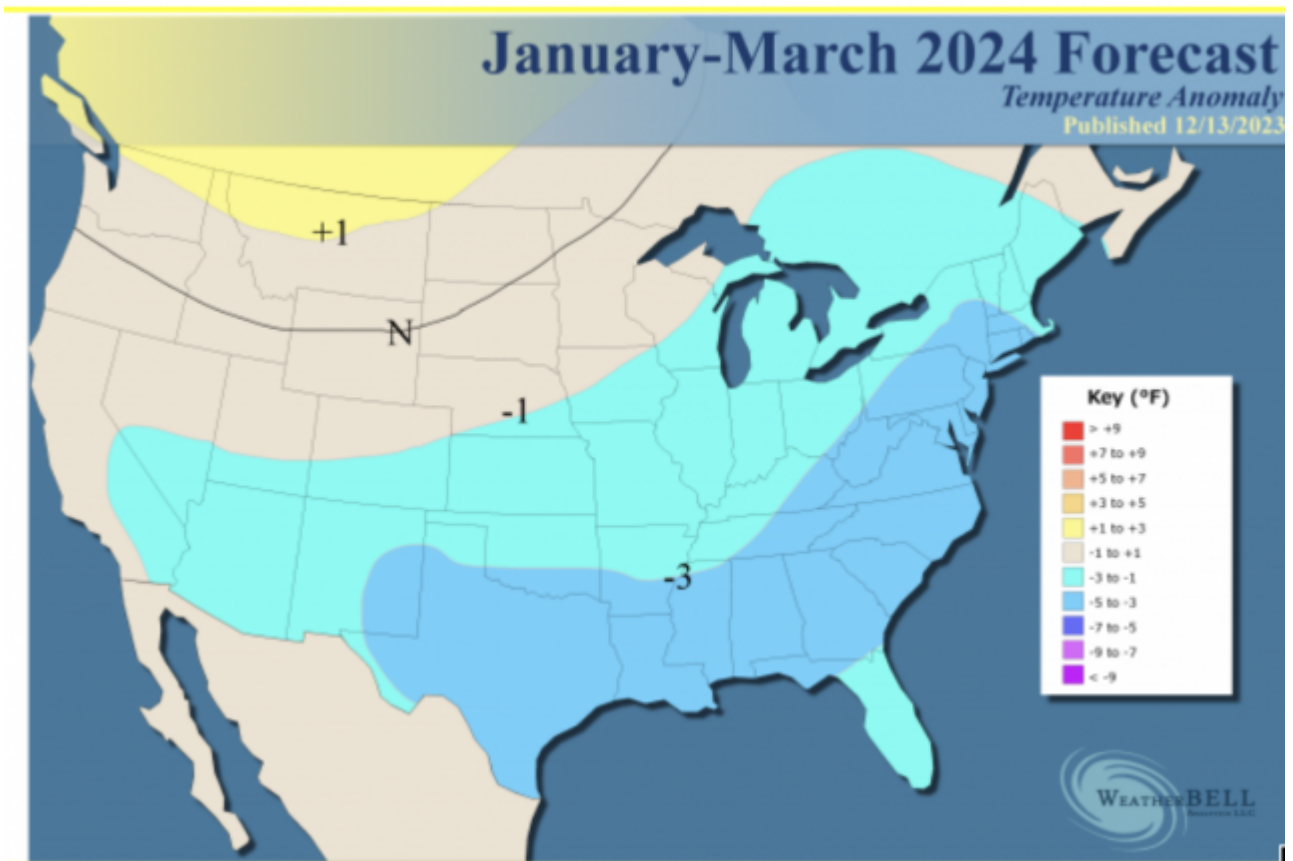 January-March 2024 Forecast
Temperature Anomaly
Published 12/13/2023
+1
N
-1
-3
Key (°F)
> +9
+7 to +9
+5 to +7
+3 to +5
+1 to +3
-1 to +1
-3 to -1
-5 to -3
-7 to -5
-9 to -7
< -9
WEATHERBELL